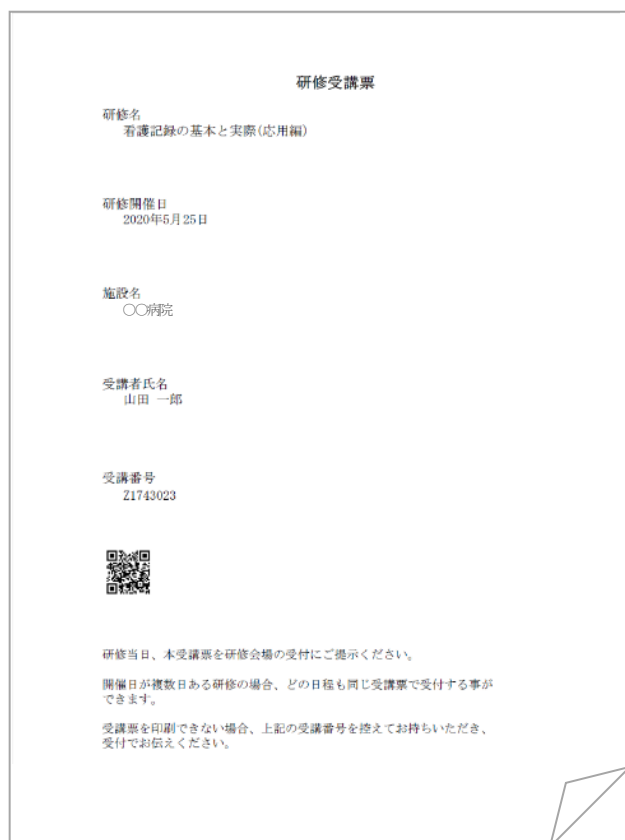 研修受講票
研修名
看護記録の基本と実際(応用編)
研修開催日
2020年5月25日
施設名
〇〇病院
受講者氏名
山田 一郎
受講番号
Z1743023
研修当日、本受講票を研修会場の受付にご提示ください。
開催日が複数日ある研修の場合、どの日程も同じ受講票で受付する事が
できます。
受講票を印刷できない場合、上記の受講番号を控えてお持ちいただき、
受付でお伝えください。